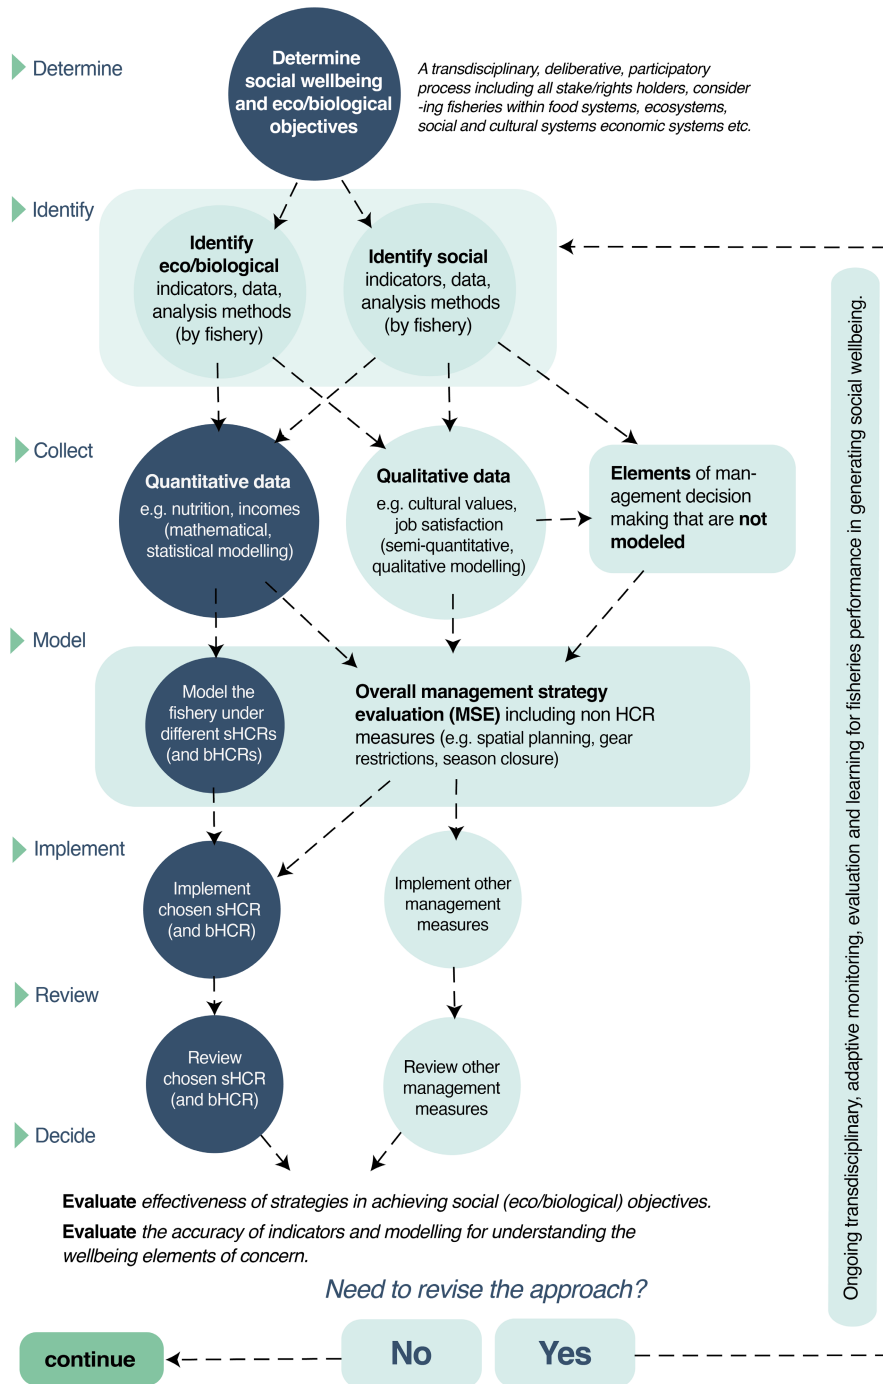 Determine
Determine
social wellbeing
and eco/biological
objectives
A transdisciplinary, deliberative, participatory
process including all stake/rights holders, consider
-ing fisheries within food systems, ecosystems,
social and cultural systems economic systems etc.
Identify
Identify
eco/biological
indicators, data,
analysis methods
(by fishery)
Identify social
indicators, data,
analysis methods
(by fishery)
Collect
Quantitative data
e.g. nutrition, incomes
(mathematical,
statistical modelling)
Qualitative data
e.g. cultural values,
job satisfaction
(semi-quantitative,
qualitative modelling)
Elements of man-
agement decision
making that are not
modeled
Model
Model the
fishery under
different sHCRs
(and bHCRs)
Overall management strategy
evaluation (MSE) including non HCR
measures (e.g. spatial planning, gear
restrictions, season closure)
Implement
Implement
chosen sHCR
(and bHCR)
Implement other
management
measures
Review
Review
chosen sHCR
(and bHCR)
Review other
management
measures
Decide
Evaluate effectiveness of strategies in achieving social (eco/biological) objectives.
Evaluate the accuracy of indicators and modelling for understanding the
wellbeing elements of concern.
Need to revise the approach?
continue
No
Yes
Ongoing transdisciplinary, adaptive monitoring, evaluation and learning for fisheries performance in generating social wellbeing.